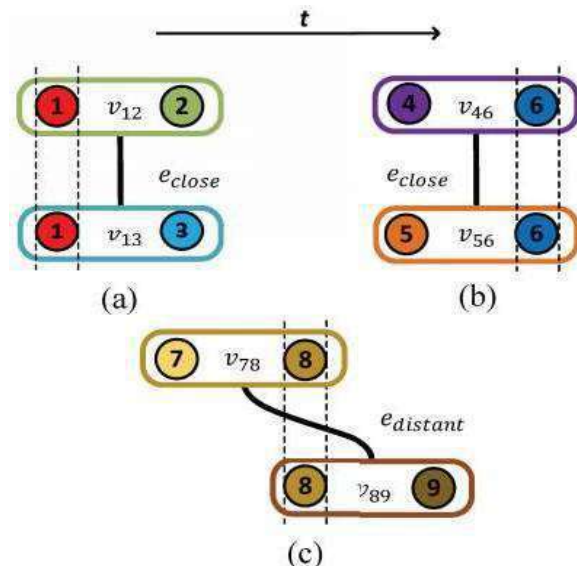 t
1 v₁₂ 2
e_close
1 v₁₃ 3
(a)
4 v₄₆ 6
e_close
5 v₅₆ 6
(b)
7 v₇₈ 8
e_distant
8 v₈₉ 9
(c)